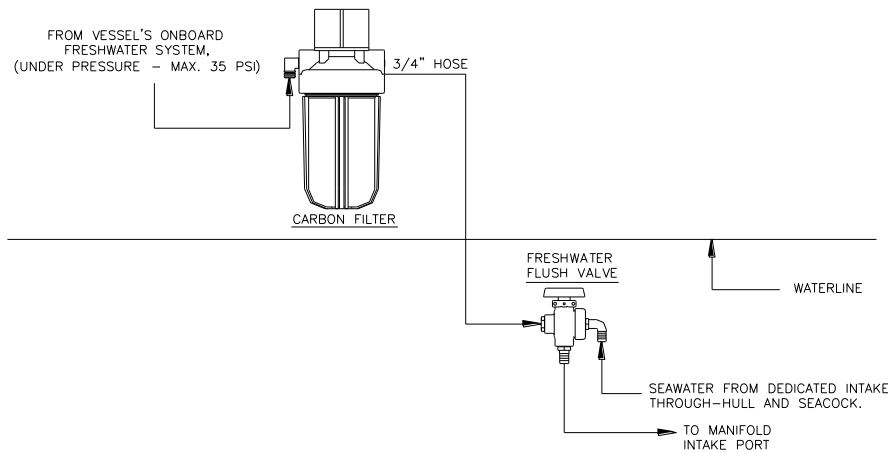 FROM VESSEL'S ONBOARD
FRESHWATER SYSTEM,
(UNDER PRESSURE – MAX. 35 PSI)
3/4" HOSE
CARBON FILTER
FRESHWATER
FLUSH VALVE
WATERLINE
SEAWATER FROM DEDICATED INTAKE
THROUGH–HULL AND SEACOCK.
TO MANIFOLD
INTAKE PORT